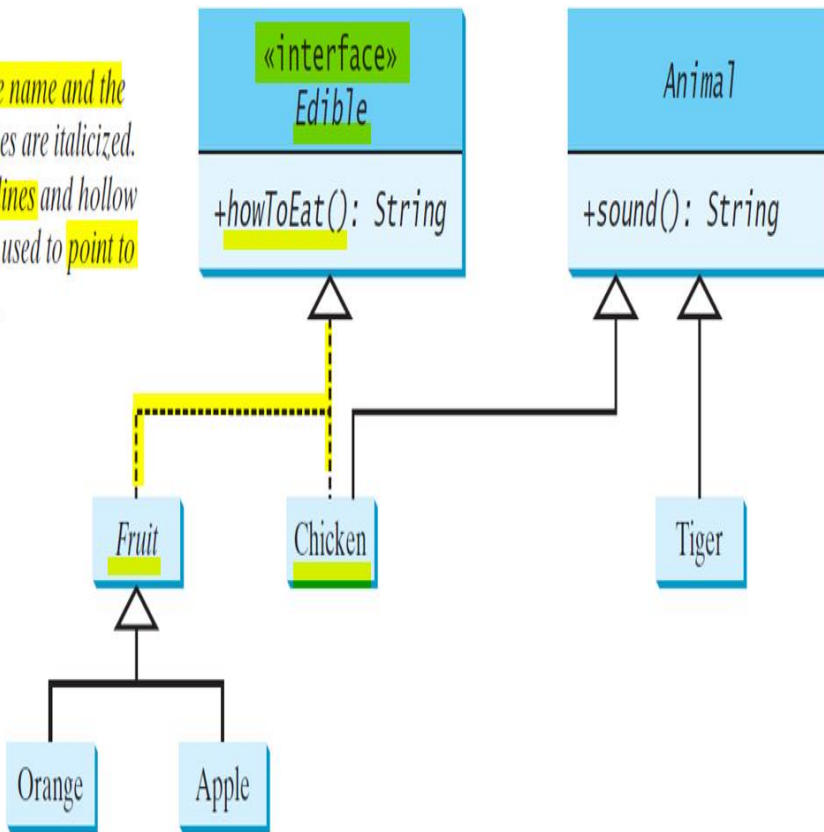 e name and the
es are italicized.
lines and hollow
used to point to
«interface»
Edible
+howToEat(): String
Animal
+sound(): String
Fruit
Chicken
Tiger
Orange
Apple